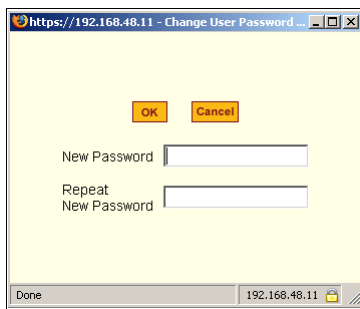 https://192.168.48.11 - Change User Password ...
OK Cancel
New Password
Repeat
New Password
Done 192.168.48.11